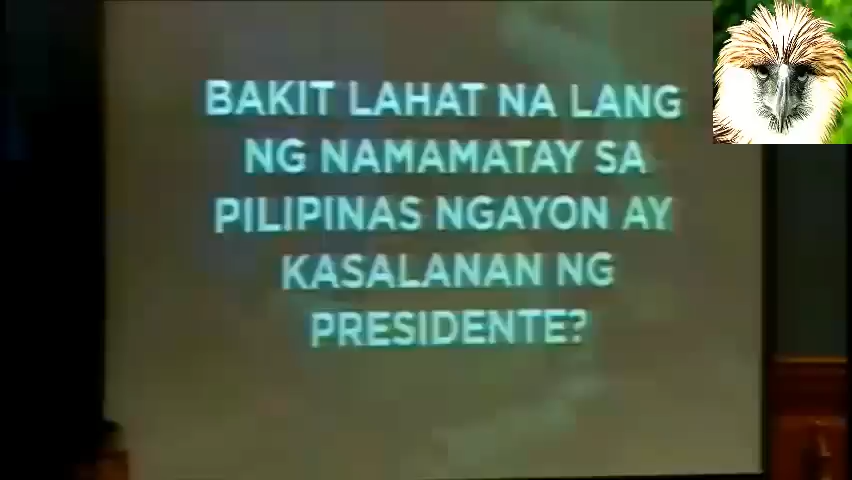 BAKIT LAHAT NA LANG
NG NAMAMATAY SA
PILIPINAS NGAYON AY
KASALANAN NG
PRESIDENTE?